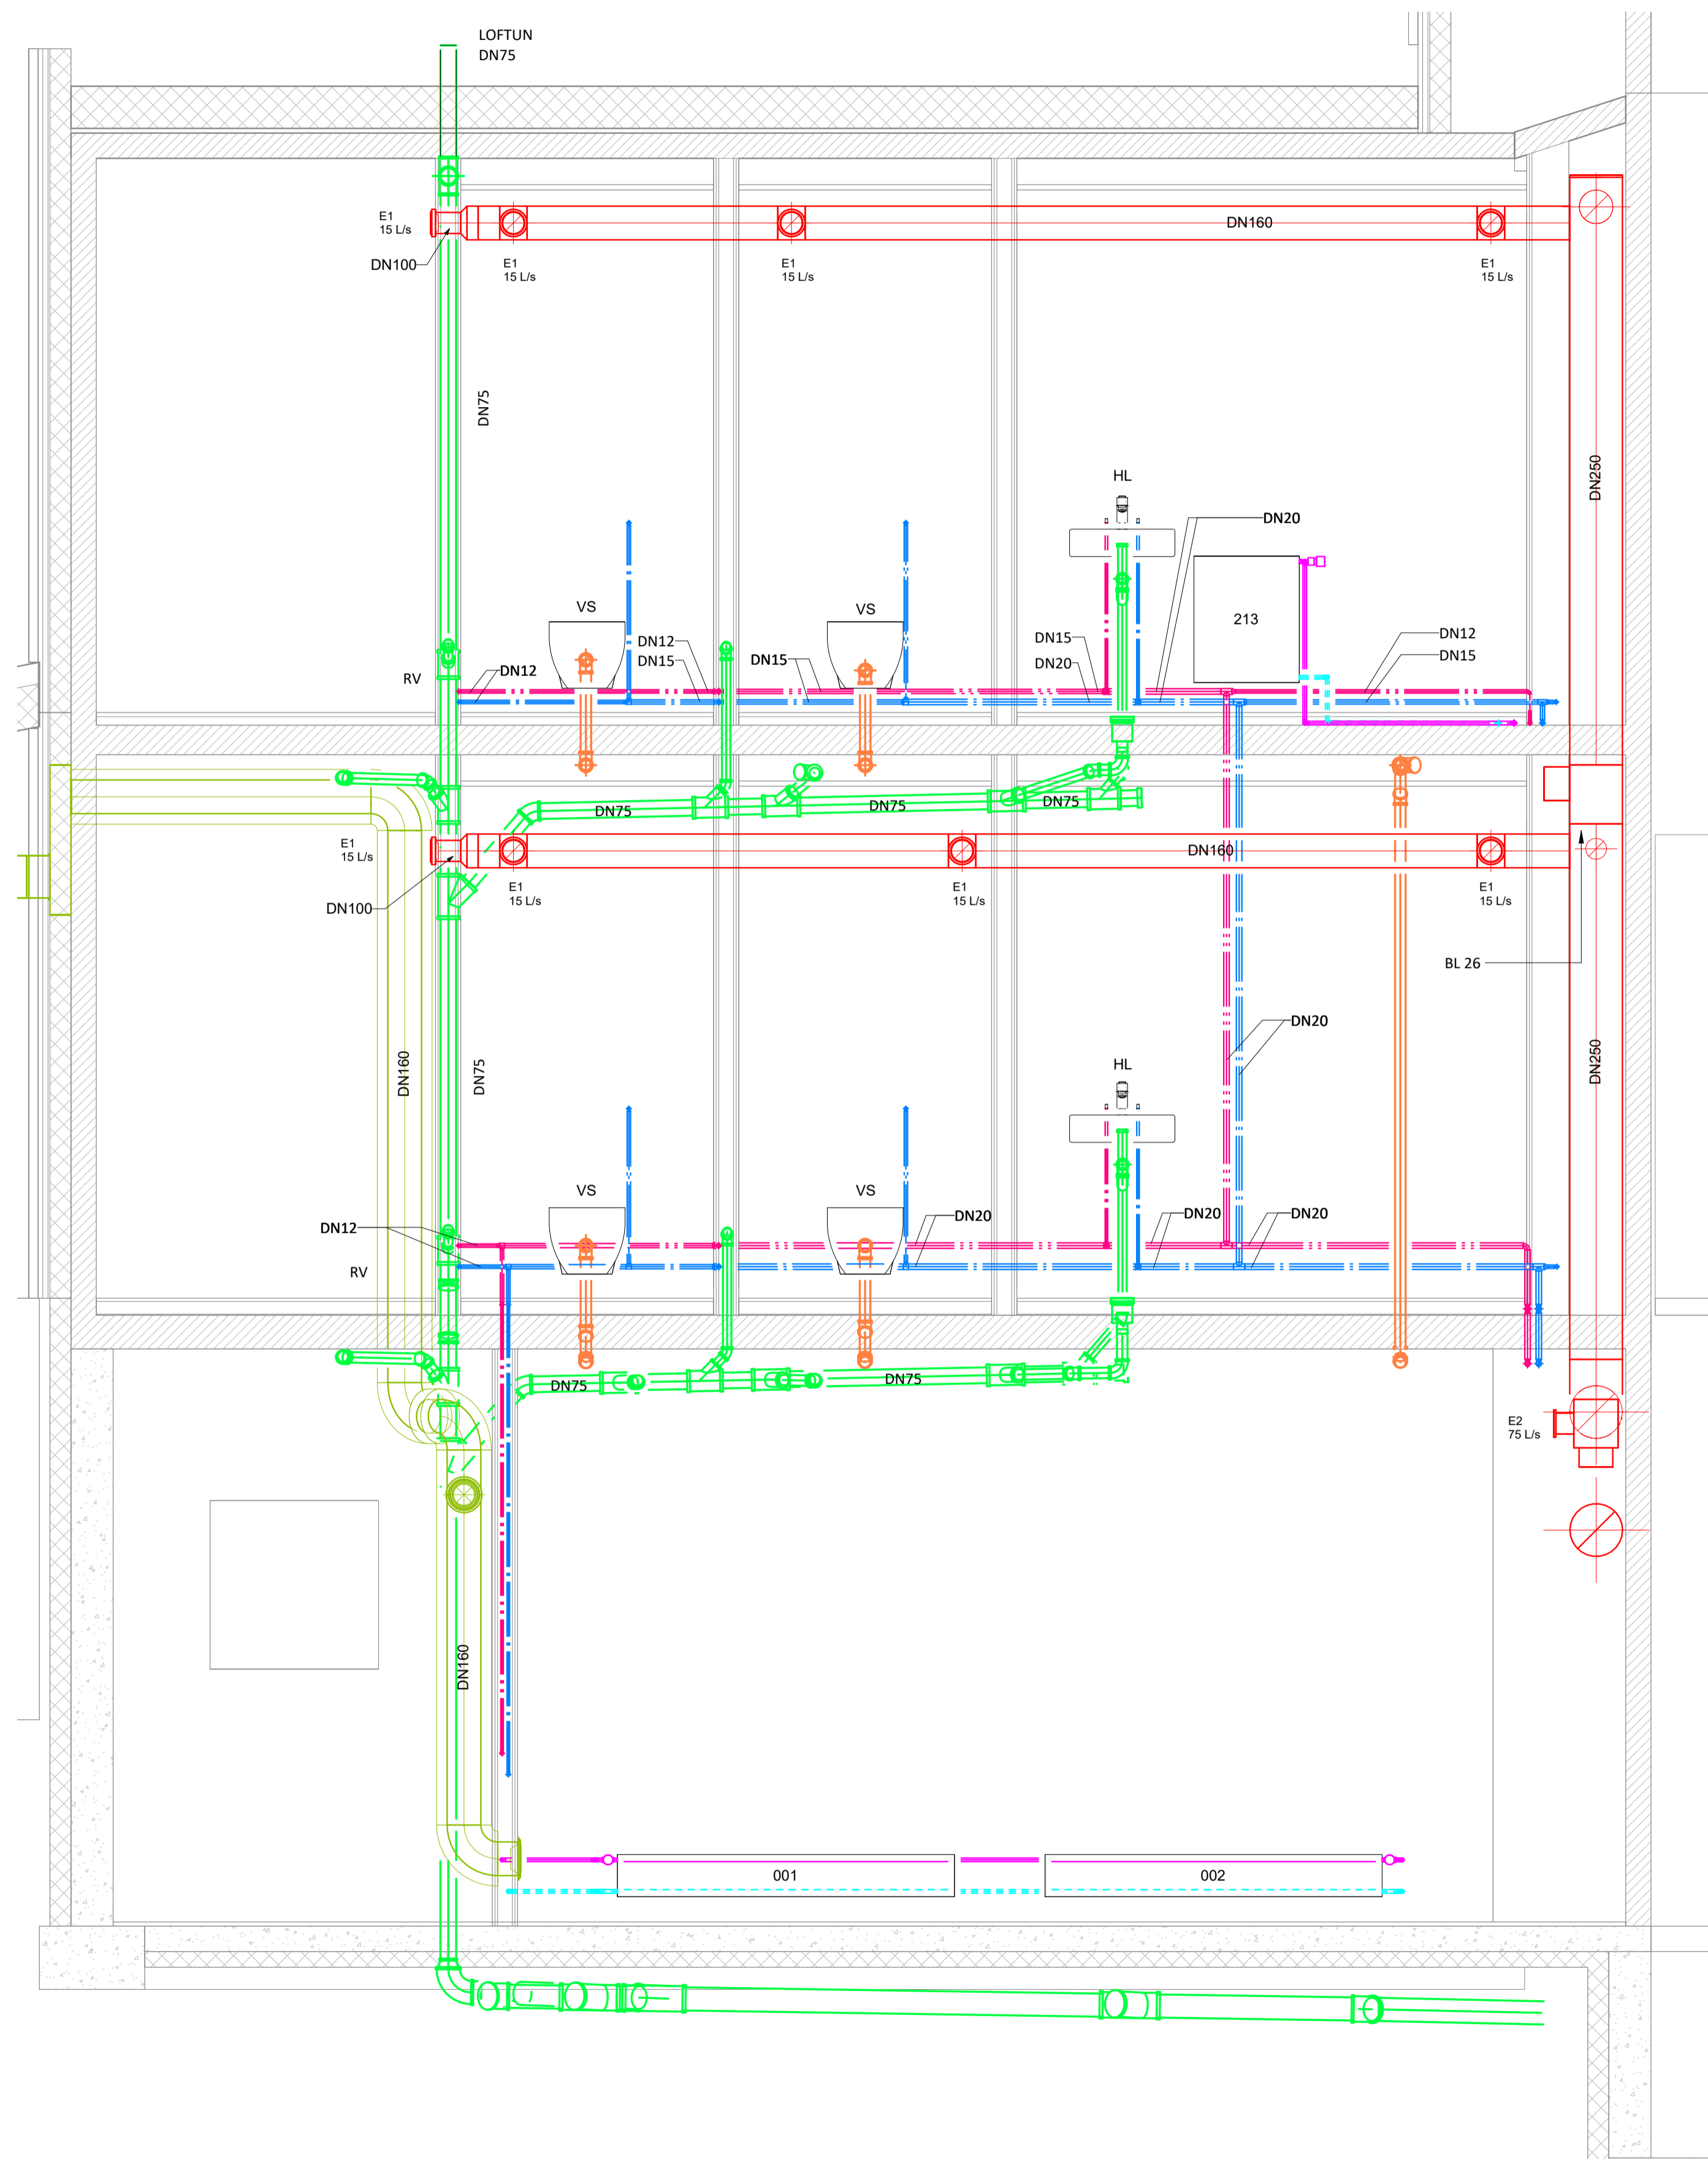 LOFTUN
DN75
E1
15 L/s
DN160
DN100
E1
15 L/s
E1
15 L/s
E1
15 L/s
DN75
DN250
HL
DN20
VS
VS
213
DN12
DN15
DN15
DN15
DN20
DN12
DN15
RV
DN12
DN75
DN75
DN75
E1
15 L/s
DN160
E1
15 L/s
E1
15 L/s
E1
15 L/s
DN100
BL 26
DN20
DN160
DN75
DN250
HL
VS
VS
DN12
DN20
DN20
DN20
RV
DN75
DN75
E2
75 L/s
DN160
001
002